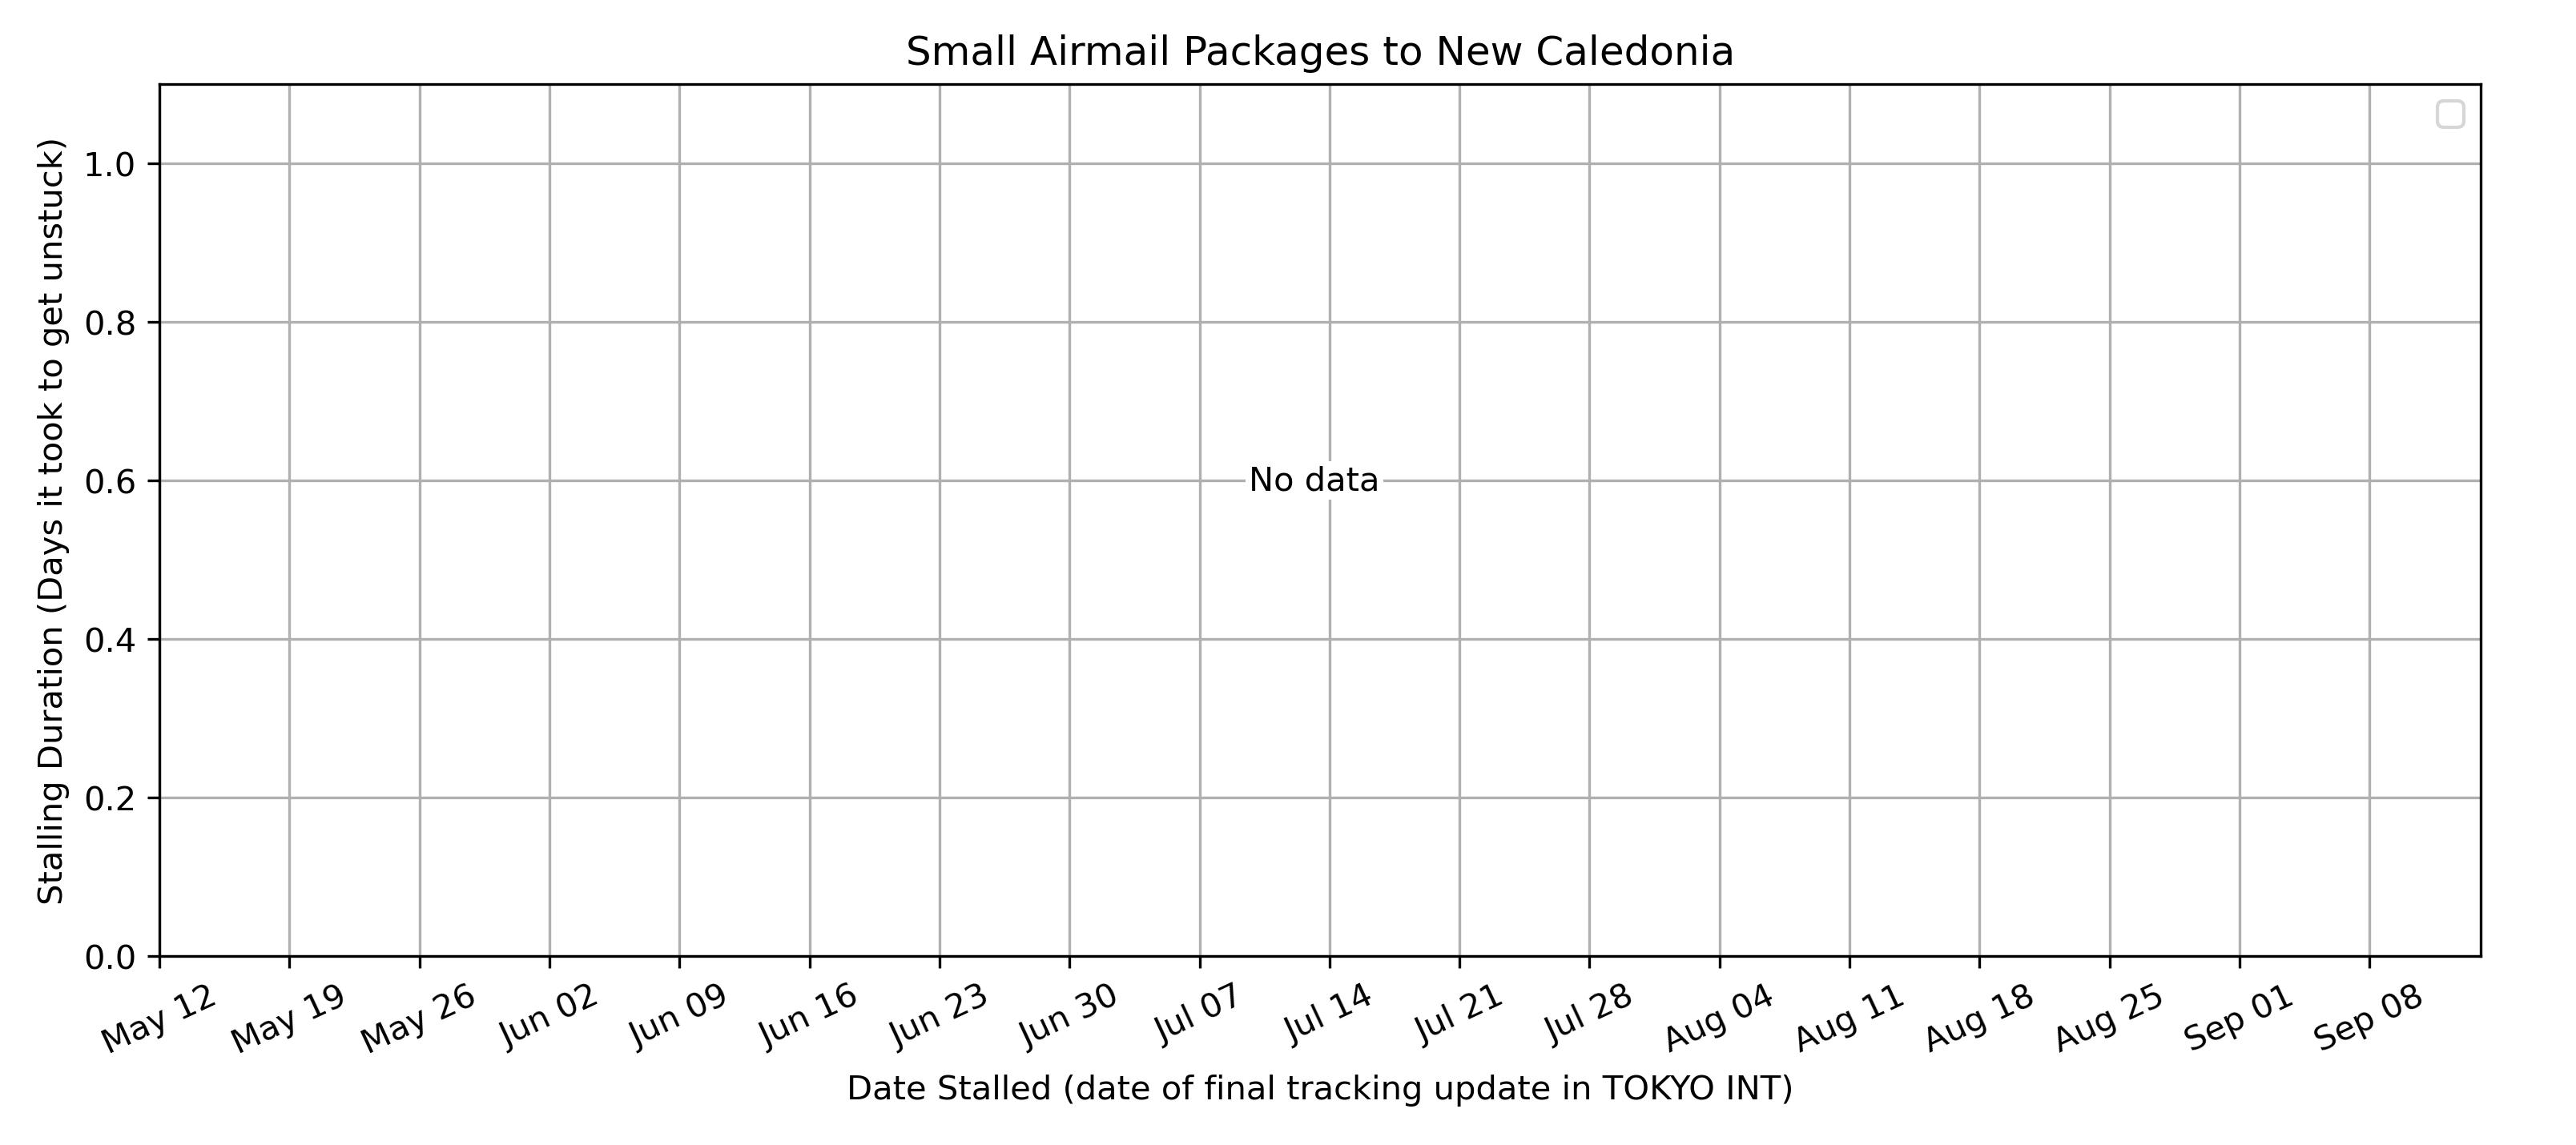 Small Airmail Packages to New Caledonia
Stalling Duration (Days it took to get unstuck)
1.0
0.8
0.6
0.4
0.2
0.0
No data
May 12 May 19 May 26 Jun 02 Jun 09 Jun 16 Jun 23 Jun 30 Jul 07 Jul 14 Jul 21 Jul 28 Aug 04 Aug 11 Aug 18 Aug 25 Sep 01 Sep 08
Date Stalled (date of final tracking update in TOKYO INT)